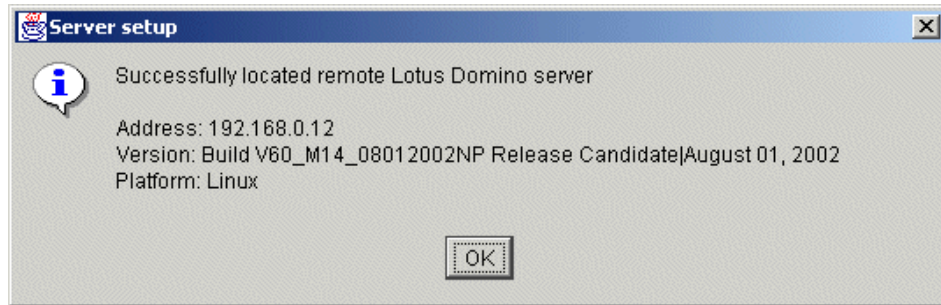 Server setup
Successfully located remote Lotus Domino server
Address: 192.168.0.12
Version: Build V60_M14_08012002NP Release Candidate|August 01, 2002
Platform: Linux
OK